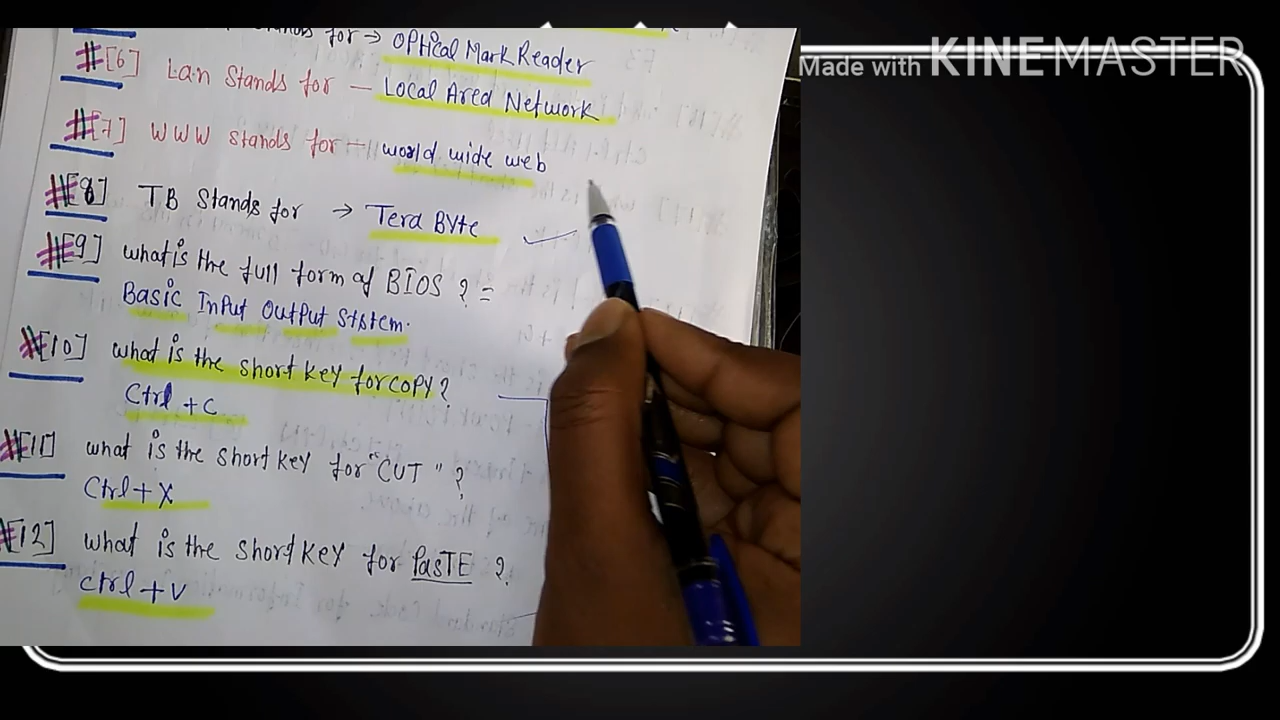 Stands for → Optical Mark Reader
#[6] Lan Stands for — Local Area Network
#[7] WWW Stands for — world wide web
#[8] TB Stands for → Tera Byte
#[9] what is the full form of BIOS ? =
Basic Input Output Ststem.
#[10] what is the short key for copy ?
Ctrl + C
#[11] what is the short key for "CUT" ?
Ctrl + X
#[12] what is the short key for PasTE ?
Ctrl + V
Made with KINEMASTER